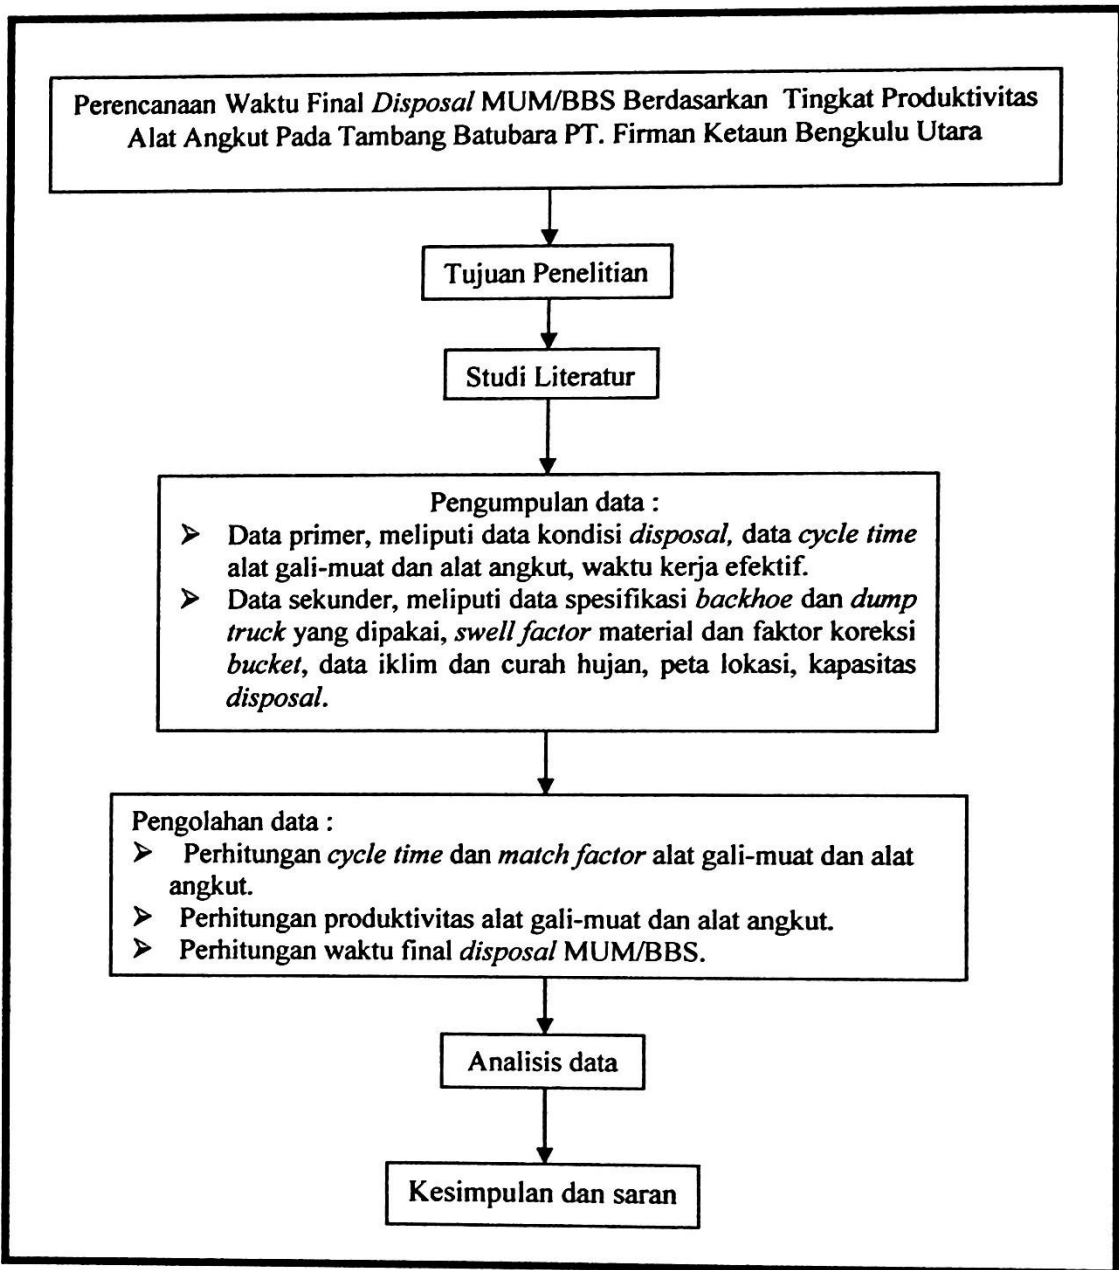 Perencanaan Waktu Final Disposal MUM/BBS Berdasarkan Tingkat Produktivitas
Alat Angkut Pada Tambang Batubara PT. Firman Ketaun Bengkulu Utara
Tujuan Penelitian
Studi Literatur
Pengumpulan data :
➤ Data primer, meliputi data kondisi disposal, data cycle time
alat gali-muat dan alat angkut, waktu kerja efektif.
➤ Data sekunder, meliputi data spesifikasi backhoe dan dump
truck yang dipakai, swell factor material dan faktor koreksi
bucket, data iklim dan curah hujan, peta lokasi, kapasitas
disposal.
Pengolahan data :
➤ Perhitungan cycle time dan match factor alat gali-muat dan alat
angkut.
➤ Perhitungan produktivitas alat gali-muat dan alat angkut.
➤ Perhitungan waktu final disposal MUM/BBS.
Analisis data
Kesimpulan dan saran